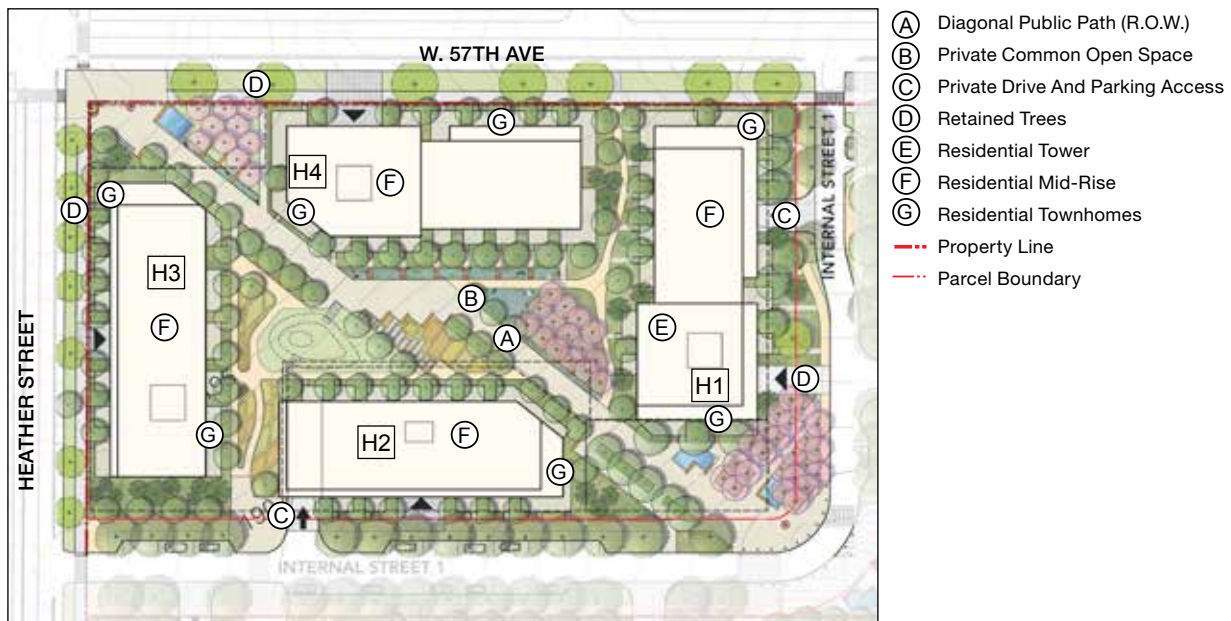 W. 57TH AVE
D
G
G
H4
F
G
D
G
F
C
INTERNAL STREET 1
H3
B
F
E
A
HEATHER STREET
H1
D
G
G
H2
F
G
C
INTERNAL STREET 1
A Diagonal Public Path (R.O.W.)
B Private Common Open Space
C Private Drive And Parking Access
D Retained Trees
E Residential Tower
F Residential Mid-Rise
G Residential Townhomes
Property Line
Parcel Boundary